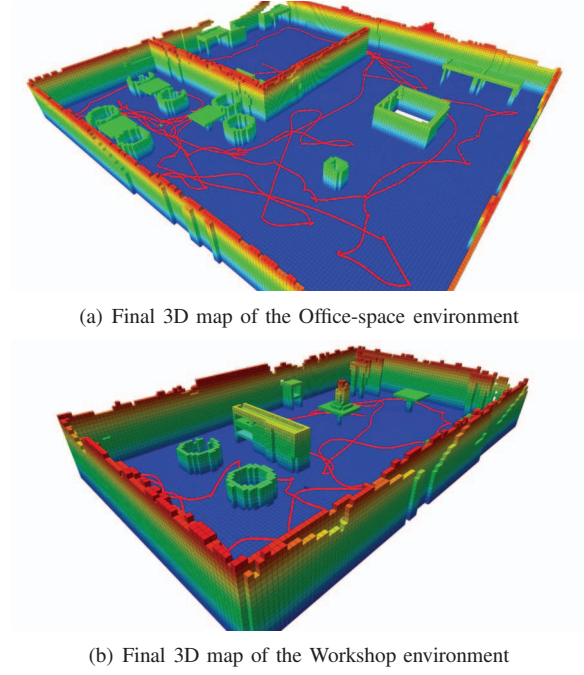 (a) Final 3D map of the Office-space environment
(b) Final 3D map of the Workshop environment